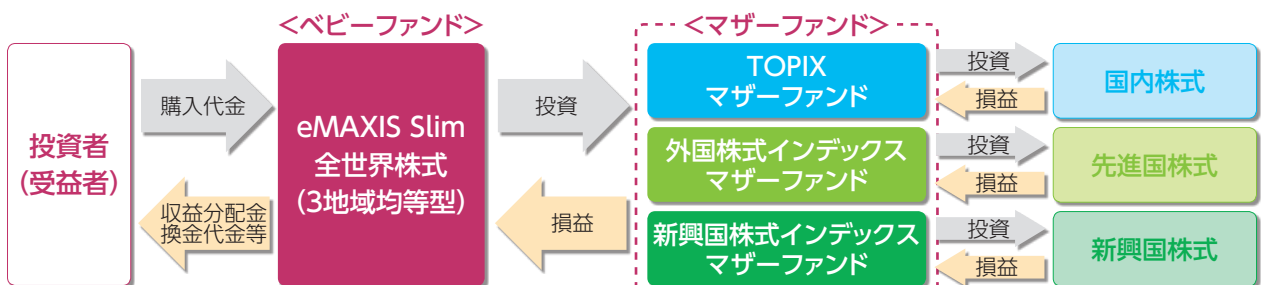 <ベビーファンド>
<マザーファンド>
投資者
(受益者)
購入代金
収益分配金
換金代金等
eMAXIS Slim
全世界株式
(3地域均等型)
投資
損益
TOPIX
マザーファンド
投資
損益
国内株式
外国株式インデックス
マザーファンド
投資
損益
先進国株式
新興国株式インデックス
マザーファンド
投資
損益
新興国株式